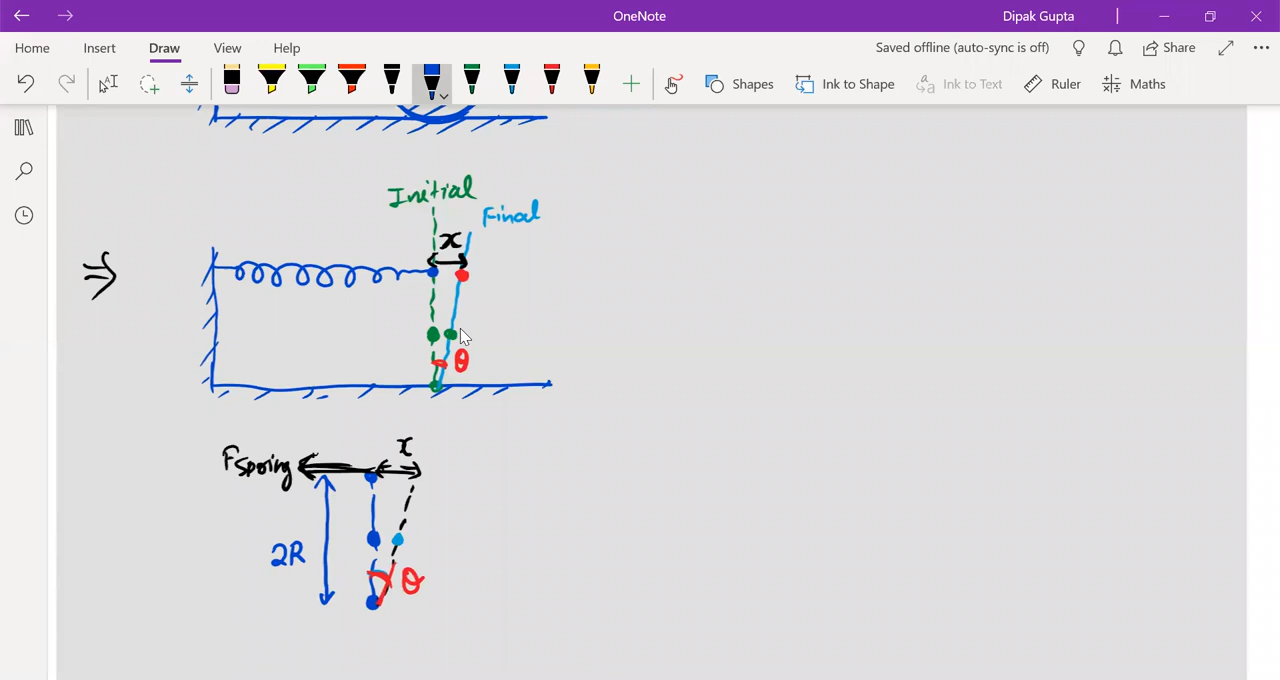 OneNote
Dipak Gupta
Home Insert Draw View Help
Saved offline (auto-sync is off)
Share
Shapes
Ink to Shape
Ink to Text
Ruler
Maths
Initial
Final
x
θ
Fspring
x
2R
θ